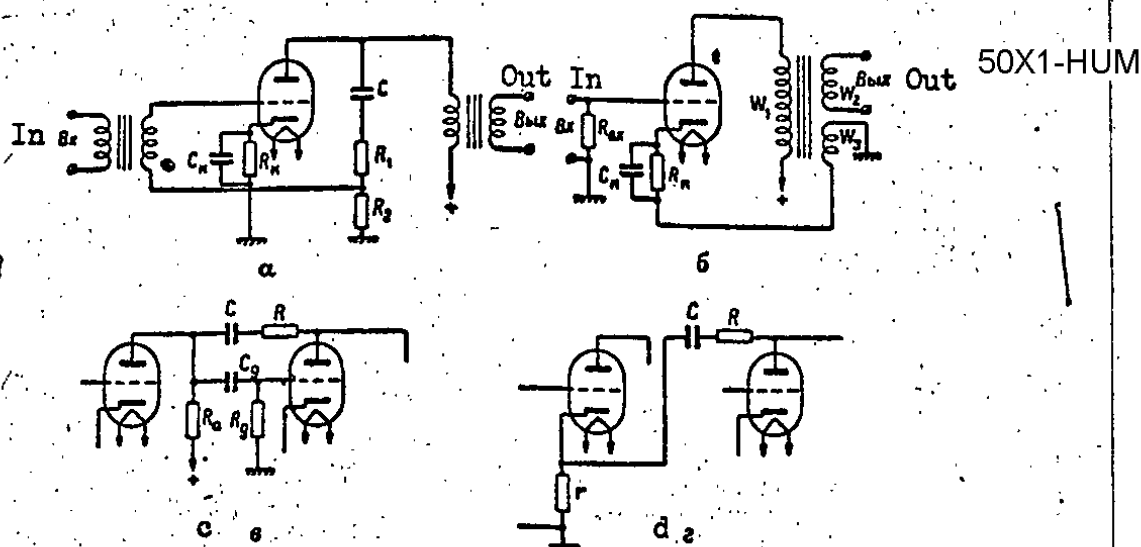 50X1-HUM
In Вх
Cк
Rк
C
R₁
R₂
+
Out
Вых
а
In
Вх
Rвх
Cк
Rк
W₁
+
W₂
W₃
Вых Out
б
C
R
Cg
Ra
Rg
+
c в
C
R
r
d г